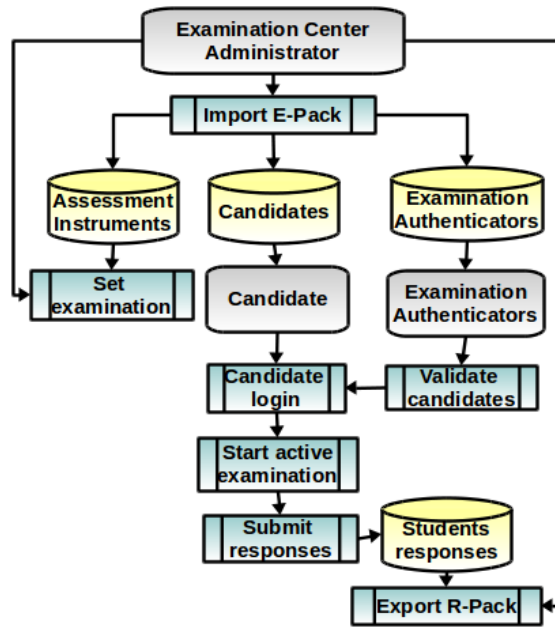 Examination Center
Administrator
Import E-Pack
Assessment
Instruments
Candidates
Examination
Authenticators
Set
examination
Candidate
Examination
Authenticators
Candidate
login
Validate
candidates
Start active
examination
Submit
responses
Students
responses
Export R-Pack